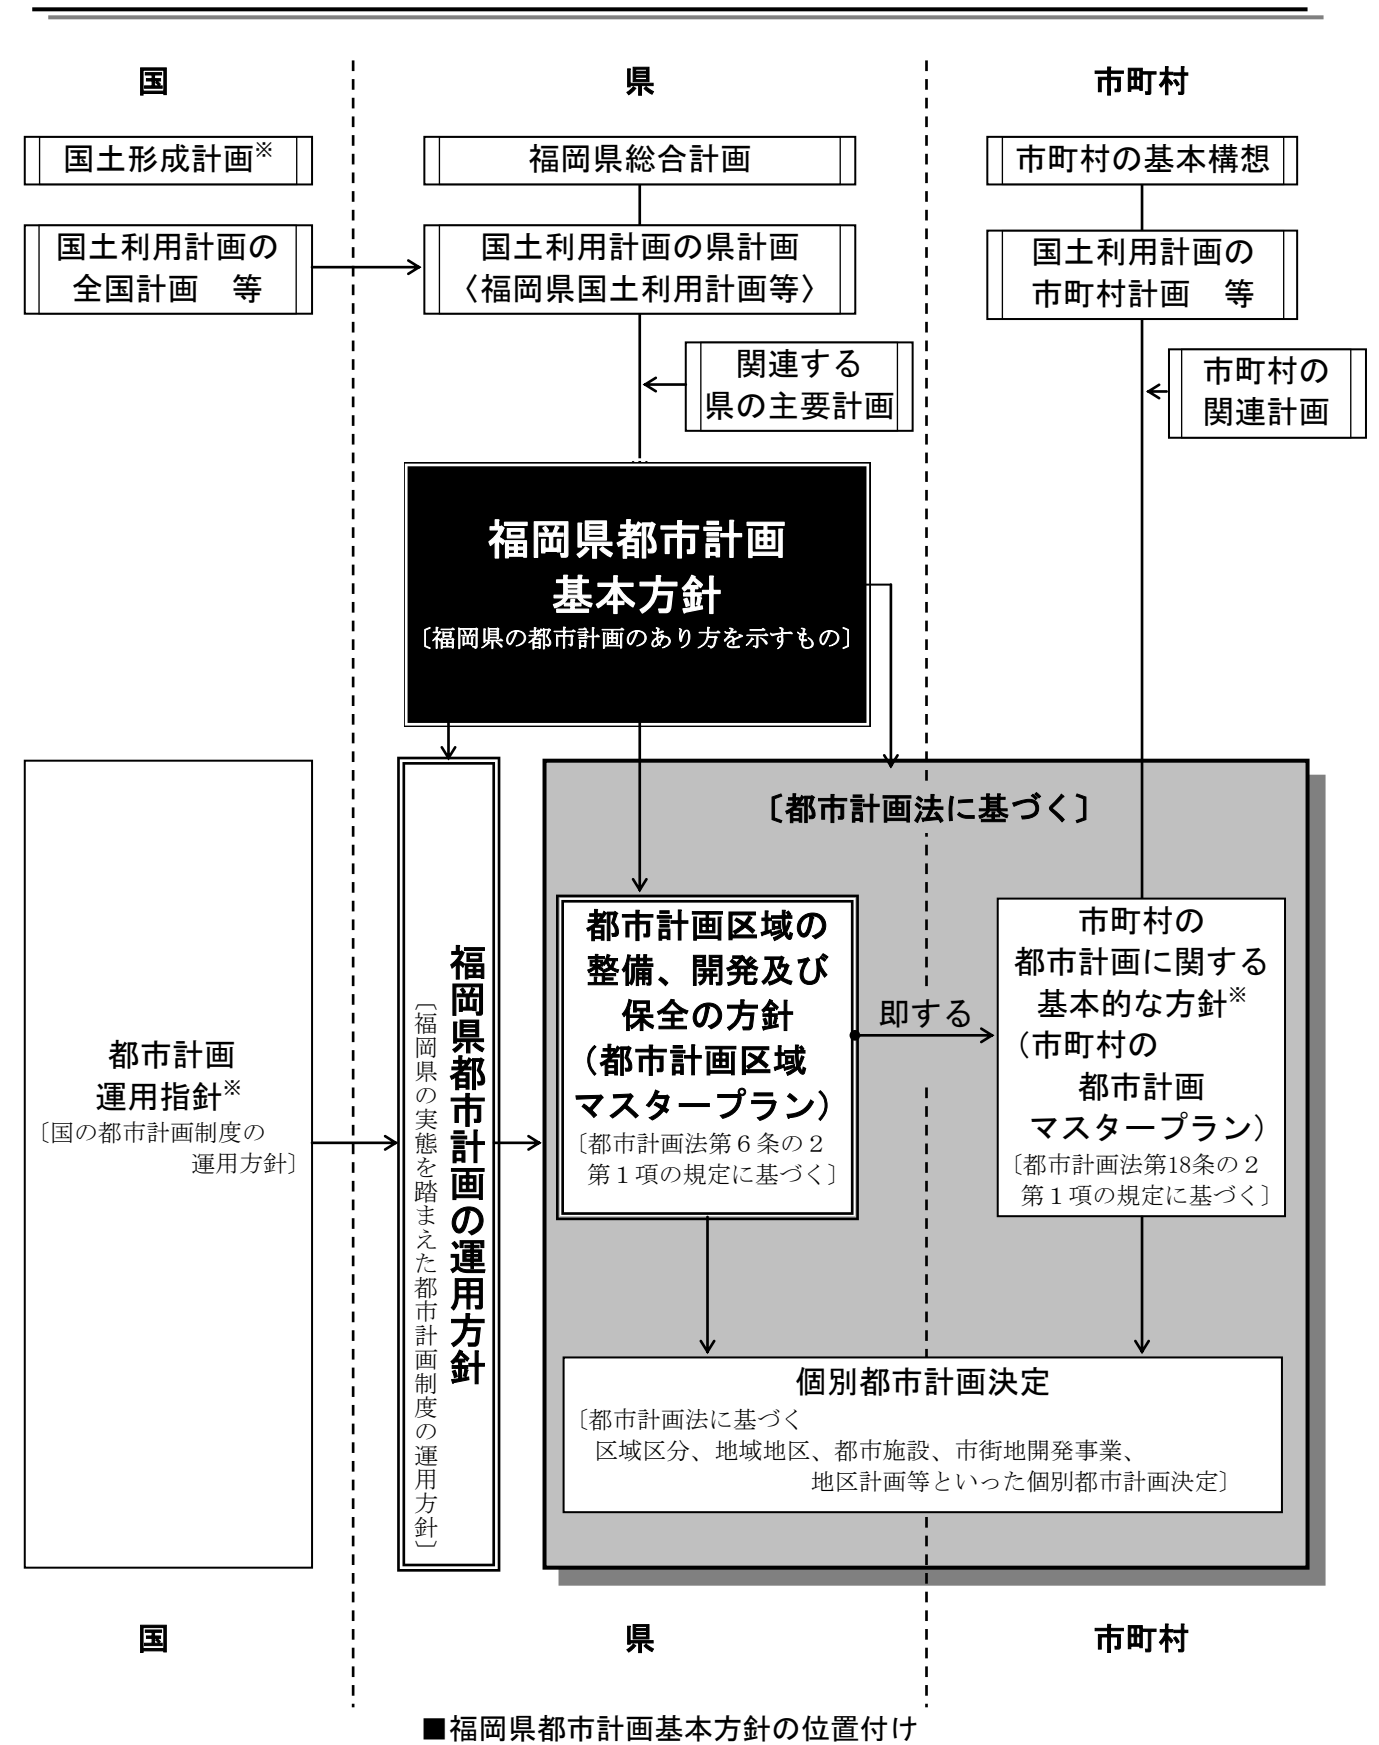 国
県
市町村
国土形成計画※
福岡県総合計画
市町村の基本構想
国土利用計画の
全国計画　等
国土利用計画の県計画
〈福岡県国土利用計画等〉
国土利用計画の
市町村計画　等
関連する
県の主要計画
市町村の
関連計画
福岡県都市計画
基本方針
〔福岡県の都市計画のあり方を示すもの〕
都市計画
運用指針※
〔国の都市計画制度の
運用方針〕
福岡県都市計画の運用方針
〔福岡県の実態を踏まえた都市計画制度の運用方針〕
〔都市計画法に基づく〕
都市計画区域の
整備、開発及び
保全の方針
（都市計画区域
マスタープラン）
〔都市計画法第６条の２
第１項の規定に基づく〕
即する
市町村の
都市計画に関する
基本的な方針※
（市町村の
都市計画
マスタープラン）
〔都市計画法第18条の２
第１項の規定に基づく〕
個別都市計画決定
〔都市計画法に基づく
区域区分、地域地区、都市施設、市街地開発事業、
地区計画等といった個別都市計画決定〕
国
県
市町村
■福岡県都市計画基本方針の位置付け